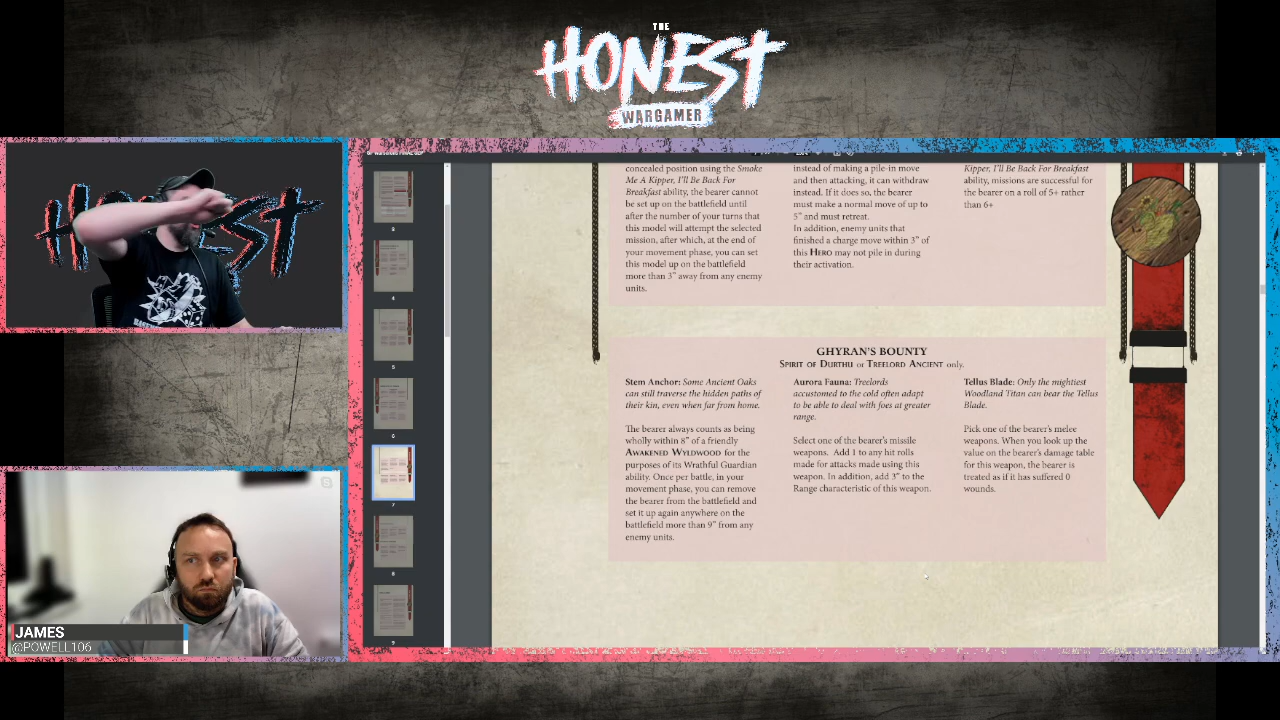 THE
HONEST
WARGAMER
HONEST
JAMES
@POWELL106
3
4
5
6
7
8
9
concealed position using the Smoke
Me A Kipper, I'll Be Back For
Breakfast ability, the bearer cannot
be set up on the battlefield until
after the number of your turns that
this model will attempt the selected
mission, after which, at the end of
your movement phase, you can set
this model up on the battlefield
more than 3" away from any enemy
units.
instead of making a pile-in move
and then attacking, it can withdraw
instead. If it does so, the bearer
must make a normal move of up to
5" and must retreat.
In addition, enemy units that
finished a charge move within 3" of
this HERO may not pile in during
their activation.
Kipper, I'll Be Back For Breakfast
ability, missions are successful for
the bearer on a roll of 5+ rather
than 6+
GHYRAN'S BOUNTY
SPIRIT OF DURTHU or TREELORD ANCIENT only.
Stem Anchor: Some Ancient Oaks
can still traverse the hidden paths of
their kin, even when far from home.
The bearer always counts as being
wholly within 8" of a friendly
AWAKENED WYLDWOOD for the
purposes of its Wrathful Guardian
ability. Once per battle, in your
movement phase, you can remove
the bearer from the battlefield and
set it up again anywhere on the
battlefield more than 9" from any
enemy units.
Aurora Fauna: Treelords
accustomed to the cold often adapt
to be able to deal with foes at greater
range.
Select one of the bearer's missile
weapons. Add 1 to any hit rolls
made for attacks made using this
weapon. In addition, add 3" to the
Range characteristic of this weapon.
Tellus Blade: Only the mightiest
Woodland Titan can bear the Tellus
Blade.
Pick one of the bearer's melee
weapons. When you look up the
value on the bearer's damage table
for this weapon, the bearer is
treated as if it has suffered 0
wounds.